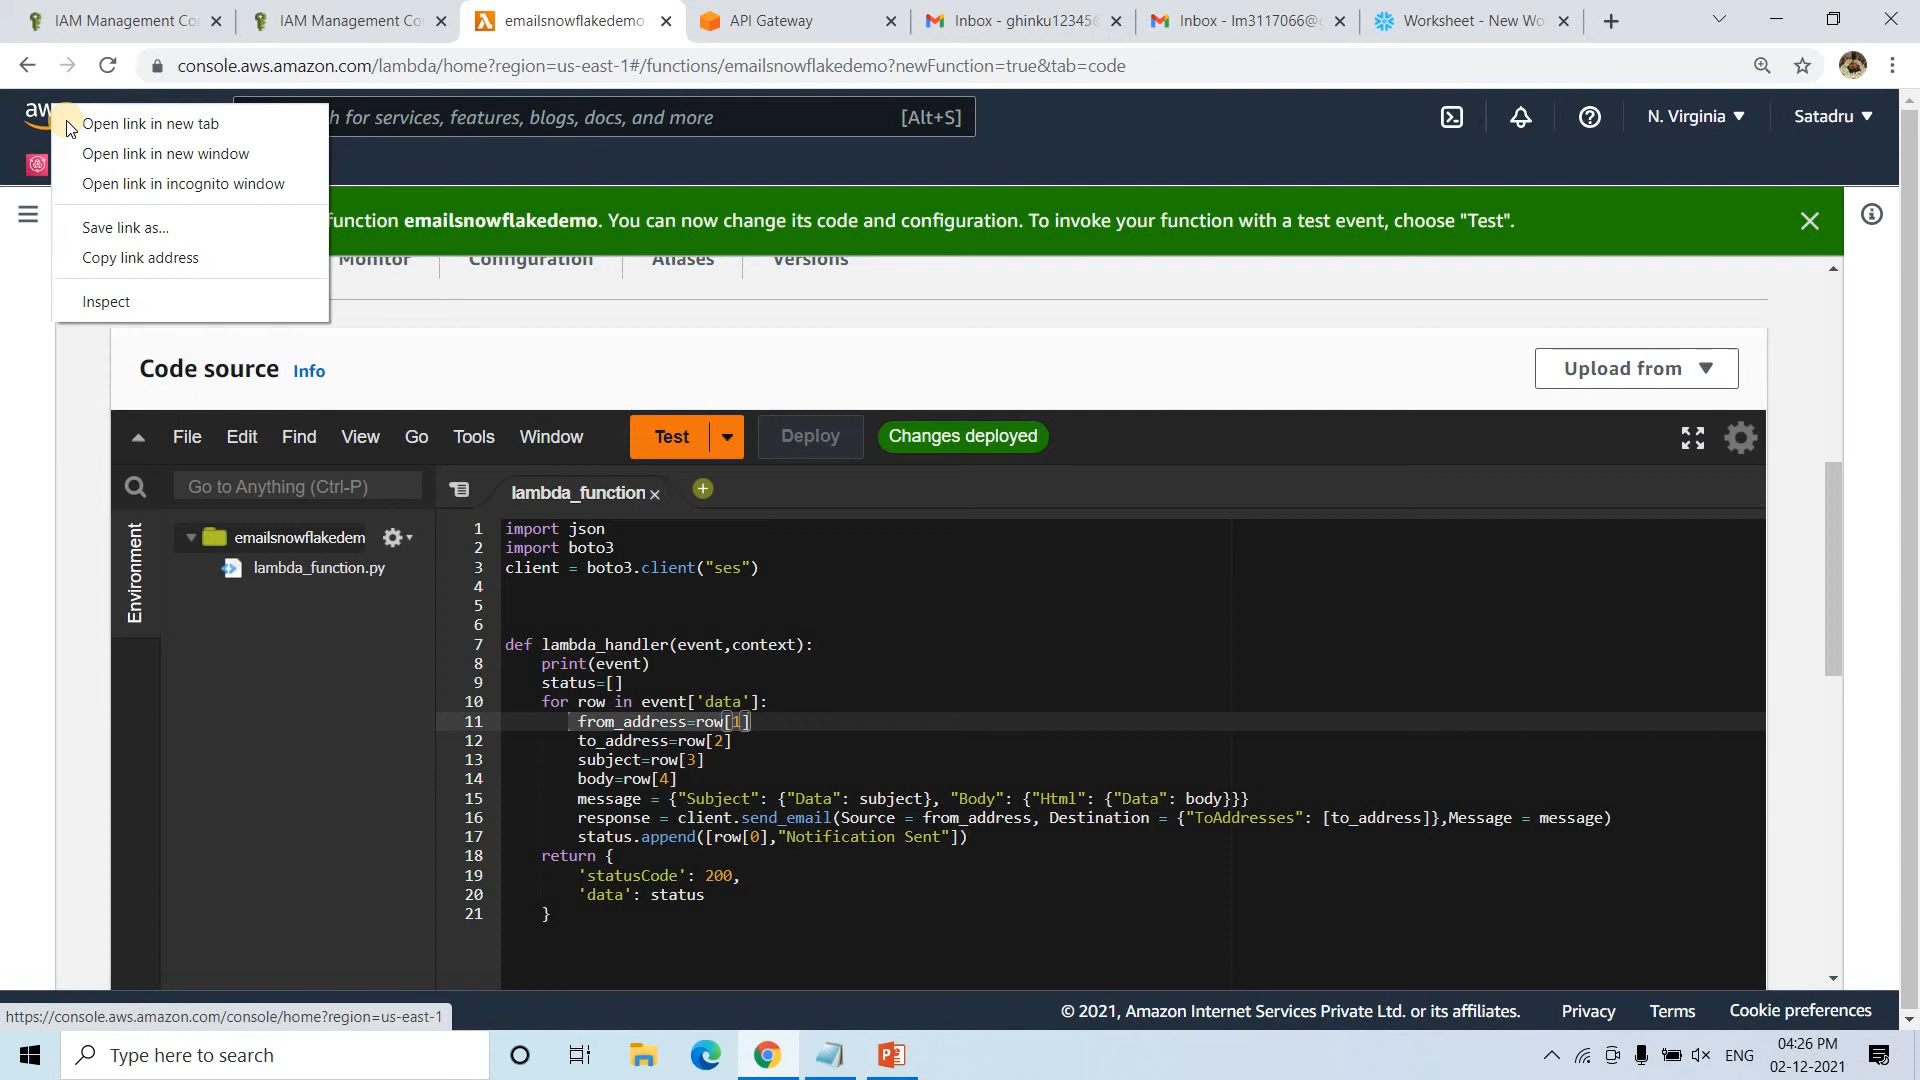 IAM Management Co
IAM Management Co
emailsnowflakedemo
API Gateway
Inbox - ghinku12345
Inbox - lm3117066@
Worksheet - New Wo
console.aws.amazon.com/lambda/home?region=us-east-1#/functions/emailsnowflakedemo?newFunction=true&tab=code
aws
h for services, features, blogs, docs, and more
[Alt+S]
N. Virginia ▼
Satadru ▼
Open link in new tab
Open link in new window
Open link in incognito window
Save link as...
Copy link address
Inspect
function emailsnowflakedemo. You can now change its code and configuration. To invoke your function with a test event, choose "Test".
Monitor
Configuration
Aliases
Versions
Code source Info
Upload from ▼
File Edit Find View Go Tools Window
Test
Deploy
Changes deployed
Go to Anything (Ctrl-P)
lambda_function
Environment
emailsnowflakedem
lambda_function.py
1 import json
2 import boto3
3 client = boto3.client("ses")
4
5
6
7 def lambda_handler(event,context):
8 print(event)
9 status=[]
10 for row in event['data']:
11 from_address=row[1]
12 to_address=row[2]
13 subject=row[3]
14 body=row[4]
15 message = {"Subject": {"Data": subject}, "Body": {"Html": {"Data": body}}}
16 response = client.send_email(Source = from_address, Destination = {"ToAddresses": [to_address]},Message = message)
17 status.append([row[0],"Notification Sent"])
18 return {
19 'statusCode': 200,
20 'data': status
21 }
https://console.aws.amazon.com/console/home?region=us-east-1
© 2021, Amazon Internet Services Private Ltd. or its affiliates.
Privacy
Terms
Cookie preferences
Type here to search
ENG
04:26 PM
02-12-2021